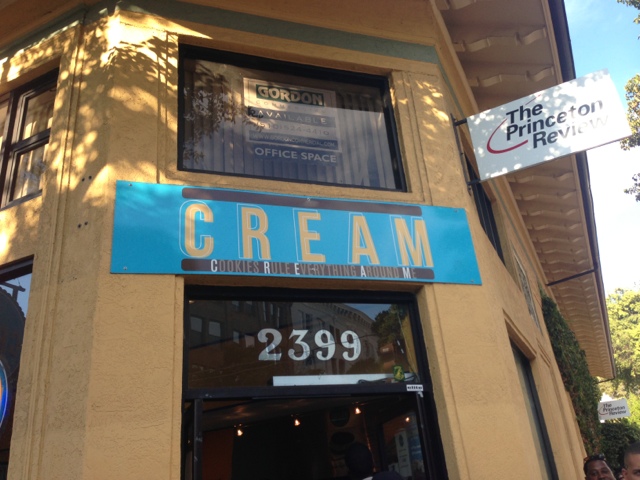 GORDON
AVAILABLE
OFFICE SPACE
The
Princeton
Review
CREAM
COOKIES RULE EVERYTHING AROUND ME
2399
The
Princeton
Review